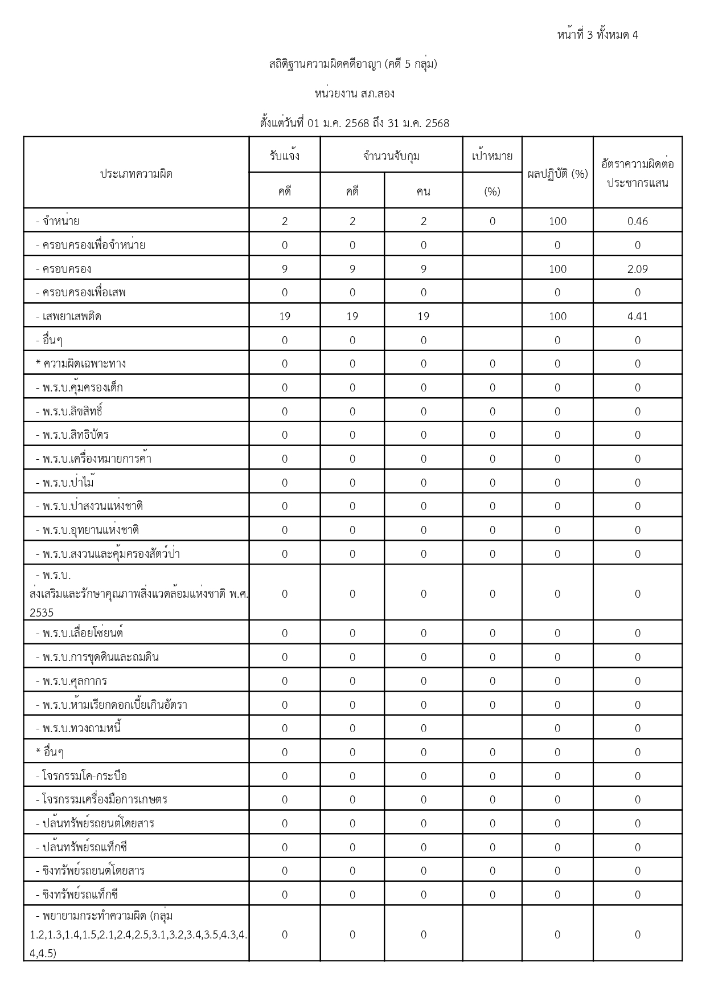 หน้าที่ 3 ทั้งหมด 4
สถิติฐานความผิดคดีอาญา (คดี 5 กลุ่ม)
หน่วยงาน สภ.สอง
ตั้งแต่วันที่ 01 ม.ค. 2568 ถึง 31 ม.ค. 2568
ประเภทความผิด รับแจ้ง จำนวนจับกุม เป้าหมาย ผลปฏิบัติ (%) อัตราความผิดต่อ
ประชากรแสน
คดี คดี คน (%)
- จำหน่าย 2 2 2 0 100 0.46
- ครอบครองเพื่อจำหน่าย 0 0 0 0 0
- ครอบครอง 9 9 9 100 2.09
- ครอบครองเพื่อเสพ 0 0 0 0 0
- เสพยาเสพติด 19 19 19 100 4.41
- อื่นๆ 0 0 0 0 0
* ความผิดเฉพาะทาง 0 0 0 0 0 0
- พ.ร.บ.คุ้มครองเด็ก 0 0 0 0 0 0
- พ.ร.บ.ลิขสิทธิ์ 0 0 0 0 0 0
- พ.ร.บ.สิทธิบัตร 0 0 0 0 0 0
- พ.ร.บ.เครื่องหมายการค้า 0 0 0 0 0 0
- พ.ร.บ.ป่าไม้ 0 0 0 0 0 0
- พ.ร.บ.ป่าสงวนแห่งชาติ 0 0 0 0 0 0
- พ.ร.บ.อุทยานแห่งชาติ 0 0 0 0 0 0
- พ.ร.บ.สงวนและคุ้มครองสัตว์ป่า 0 0 0 0 0 0
- พ.ร.บ.
ส่งเสริมและรักษาคุณภาพสิ่งแวดล้อมแห่งชาติ พ.ศ. 0 0 0 0 0 0
2535
- พ.ร.บ.เลื่อยโซ่ยนต์ 0 0 0 0 0 0
- พ.ร.บ.การขุดดินและถมดิน 0 0 0 0 0 0
- พ.ร.บ.ศุลกากร 0 0 0 0 0 0
- พ.ร.บ.ห้ามเรียกดอกเบี้ยเกินอัตรา 0 0 0 0 0 0
- พ.ร.บ.ทวงถามหนี้ 0 0 0 0 0
* อื่นๆ 0 0 0 0 0 0
- โจรกรรมโค-กระบือ 0 0 0 0 0 0
- โจรกรรมเครื่องมือการเกษตร 0 0 0 0 0 0
- ปล้นทรัพย์รถยนต์โดยสาร 0 0 0 0 0 0
- ปล้นทรัพย์รถแท็กซี่ 0 0 0 0 0 0
- ชิงทรัพย์รถยนต์โดยสาร 0 0 0 0 0 0
- ชิงทรัพย์รถแท็กซี่ 0 0 0 0 0 0
- พยายามกระทำความผิด (กลุ่ม
1.2,1.3,1.4,1.5,2.1,2.4,2.5,3.1,3.2,3.4,3.5,4.3,4. 0 0 0 0 0
4,4.5)